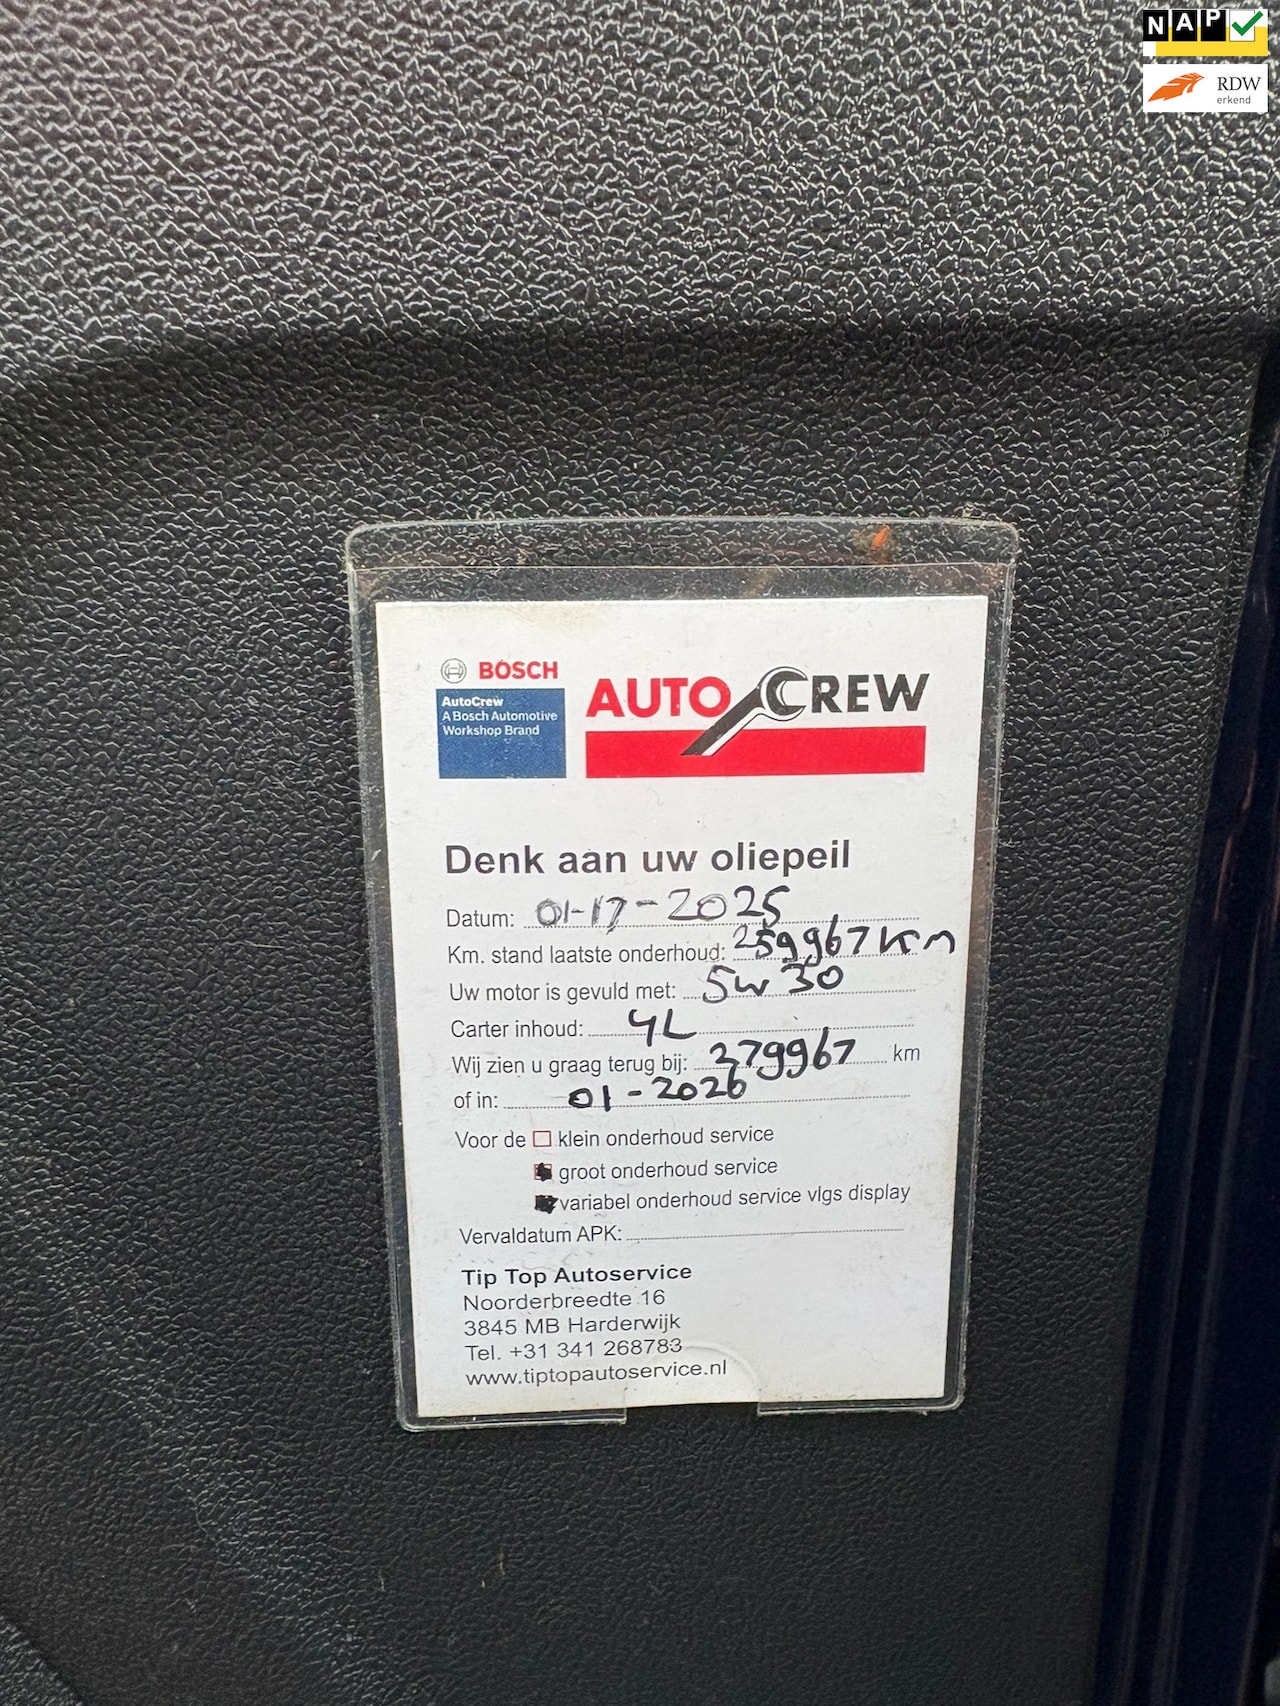 NAP
RDW
erkend
BOSCH
AutoCrew
A Bosch Automotive
Workshop Brand
AUTO CREW
Denk aan uw oliepeil
Datum: 01-17-2025
Km. stand laatste onderhoud: 259967 Km
Uw motor is gevuld met: 5w30
Carter inhoud: 4L
Wij zien u graag terug bij: 279967 km
of in: 01-2026
Voor de klein onderhoud service
groot onderhoud service
variabel onderhoud service vlgs display
Vervaldatum APK:
Tip Top Autoservice
Noorderbreedte 16
3845 MB Harderwijk
Tel. +31 341 268783
www.tiptopautoservice.nl